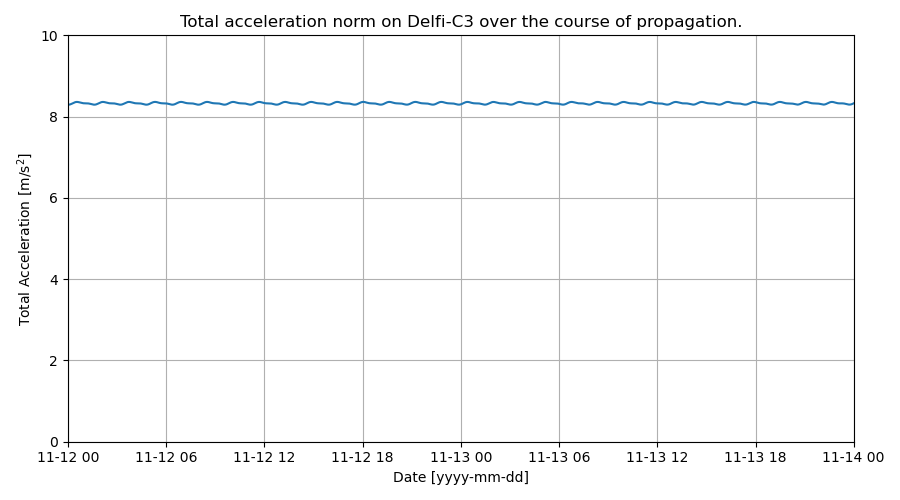 Total acceleration norm on Delfi-C3 over the course of propagation.
Total Acceleration [m/s²]
10
8
6
4
2
0
11-12 00 11-12 06 11-12 12 11-12 18 11-13 00 11-13 06 11-13 12 11-13 18 11-14 00
Date [yyyy-mm-dd]